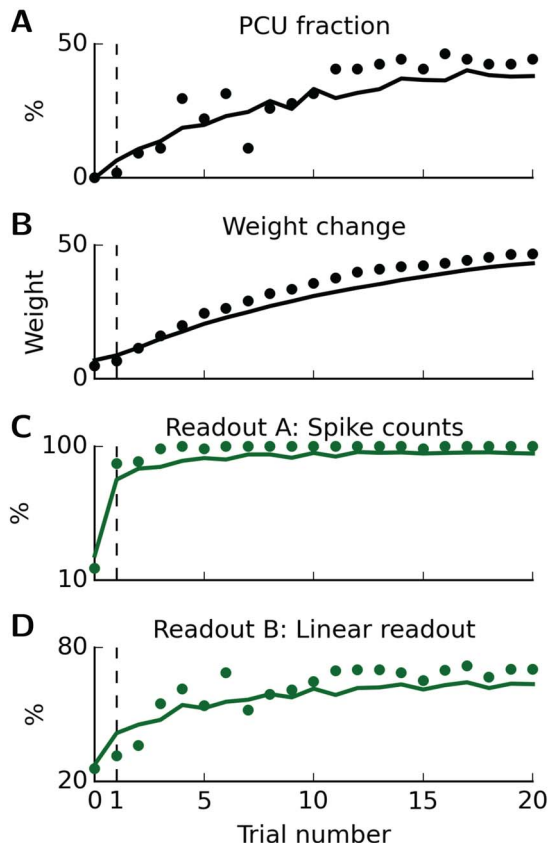 A
PCU fraction
50
%
0
B
Weight change
50
Weight
0
C
Readout A: Spike counts
100
%
10
D
Readout B: Linear readout
80
%
20
0 1 5 10 15 20
Trial number